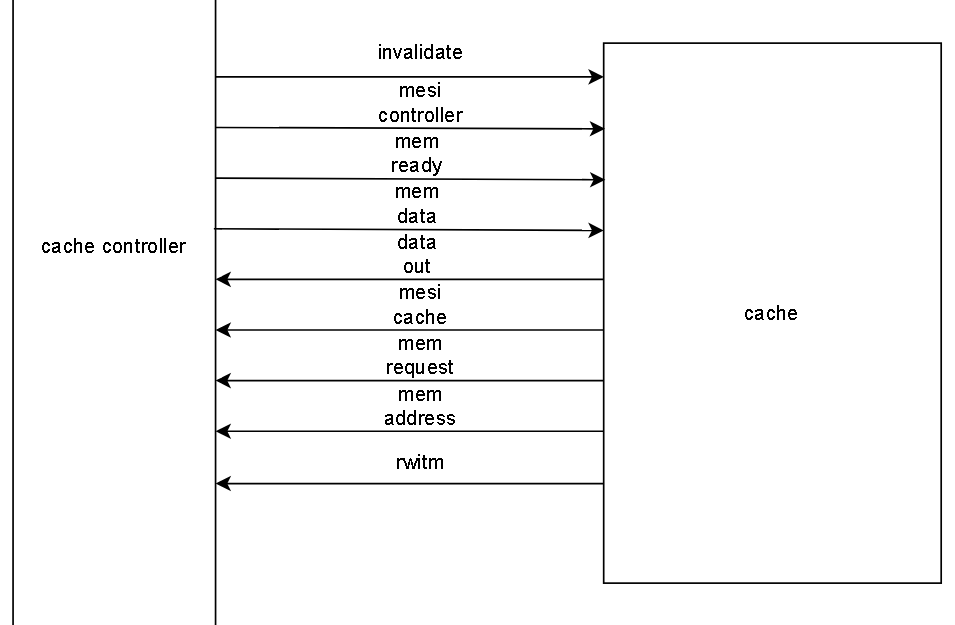 invalidate
mesi
controller
mem
ready
mem
data
cache controller
data
out
mesi
cache
cache
mem
request
mem
address
rwitm